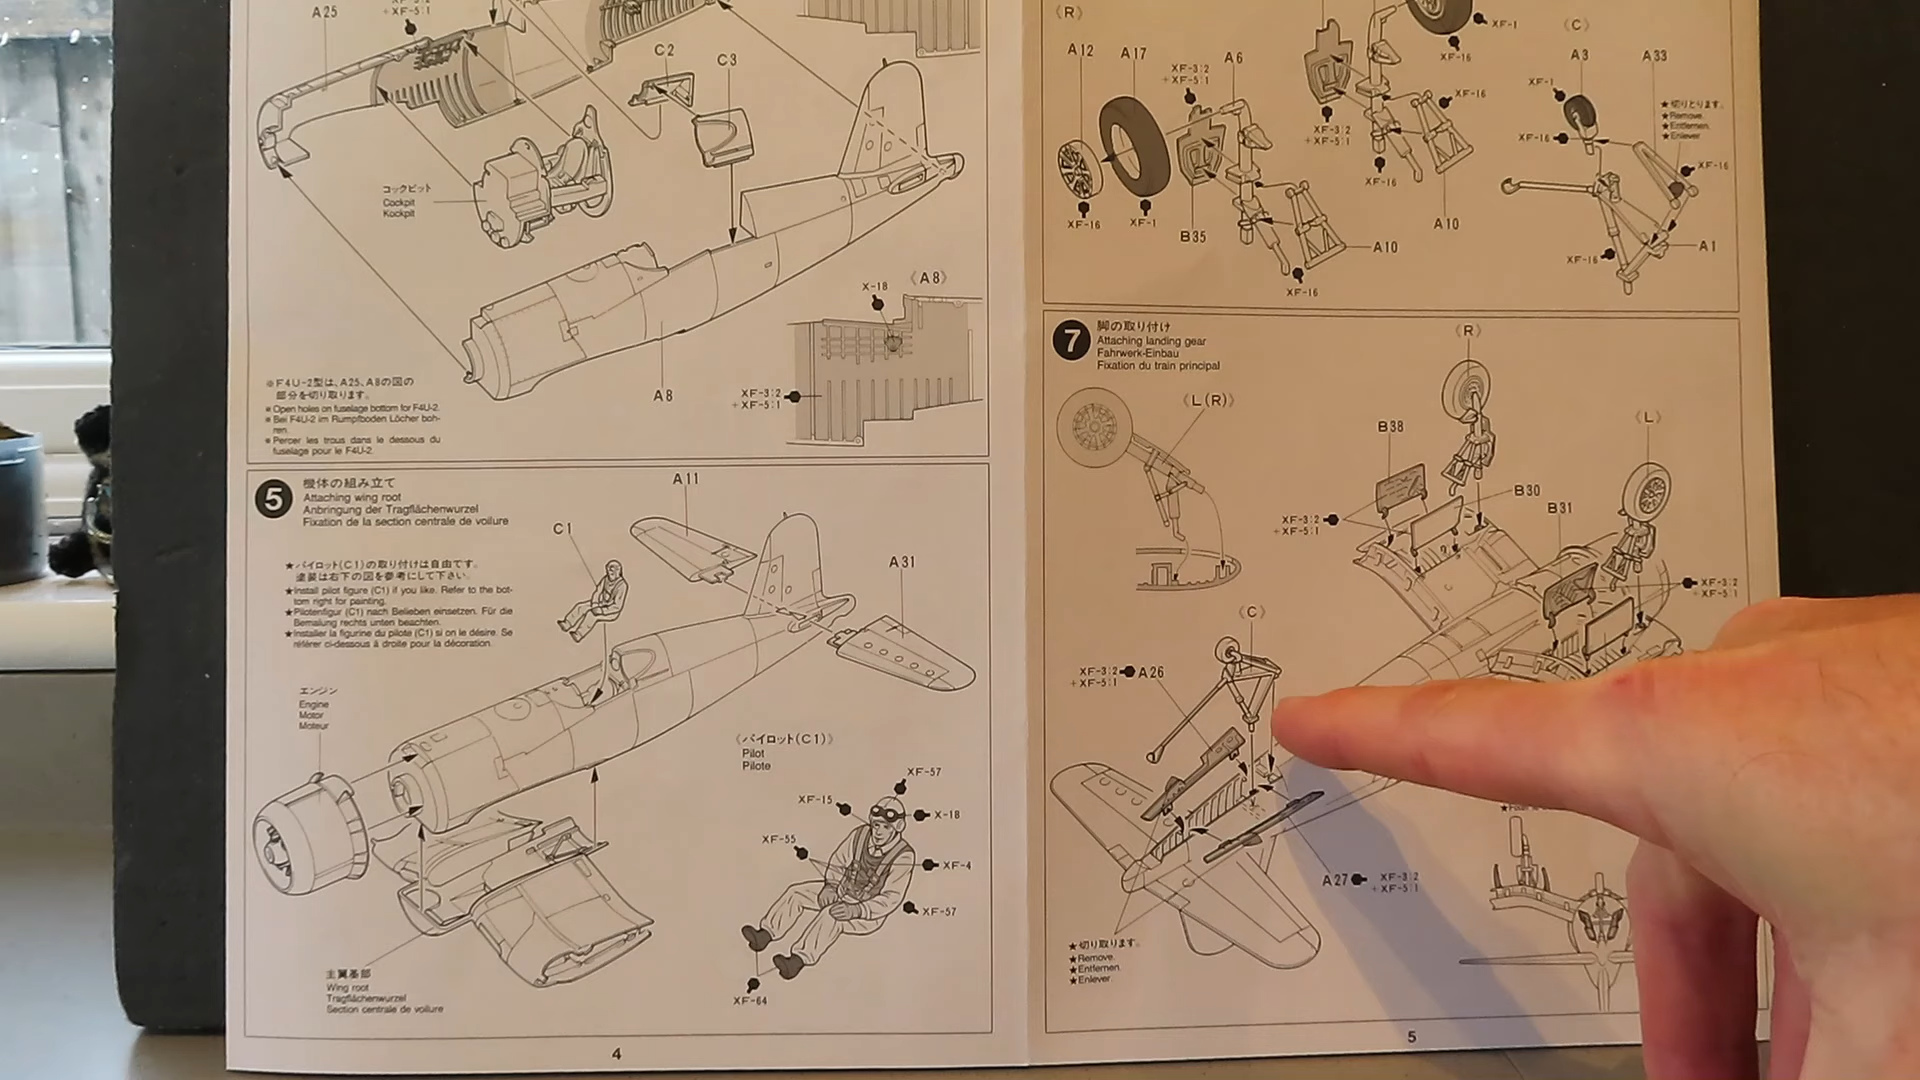 A25
+XF-5:1
C2
C3
コックピット
Cockpit
Kockpit
《A8》
X-18
XF-3:2
+XF-5:1
A8
※F4U-2型は、A25、A8の図の
部分を切り取ります。
Open holes on fuselage bottom for F4U-2.
Bei F4U-2 im Rumpfboden Löcher boh-
ren.
Percer les trous dans le dessous du
fuselage pour le F4U-2.
5
機体の組み立て
Attaching wing root
Anbringung der Tragflächenwurzel
Fixation de la section centrale de voilure
★パイロット(C1)の取り付けは自由です。
塗装は右下の図を参考にして下さい。
★Install pilot figure (C1) if you like. Refer to the bot-
tom right for painting.
★Pilotenfigur (C1) nach Belieben einsetzen. Für die
Bemalung rechts unten beachten.
★Installer la figurine du pilote (C1) si on le désire. Se
référer ci-dessous à droite pour la décoration.
C1
A11
A31
エンジン
Engine
Motor
Moteur
《パイロット(C1)》
Pilot
Pilote
XF-57
XF-15
X-18
XF-55
XF-4
XF-57
XF-64
主翼基部
Wing root
Tragflächenwurzel
Section centrale de voilure
4
《R》
A12
A17
XF-3:2
+XF-5:1
A6
XF-16
XF-1
B35
A10
XF-16
XF-1
XF-16
XF-3:2
+XF-5:1
XF-16
XF-16
A10
《C》
A3
A33
XF-1
★切りとります。
★Remove.
★Entfernen.
★Enlever.
XF-16
XF-16
XF-16
A1
7
脚の取り付け
Attaching landing gear
Fahrwerk-Einbau
Fixation du train principal
《L(R)》
《R》
《L》
B38
B30
B31
XF-3:2
+XF-5:1
XF-3:2
+XF-5:1
《C》
XF-3:2
+XF-5:1
A26
A27
XF-3:2
+XF-5:1
★切り取ります。
★Remove.
★Entfernen.
★Enlever.
5